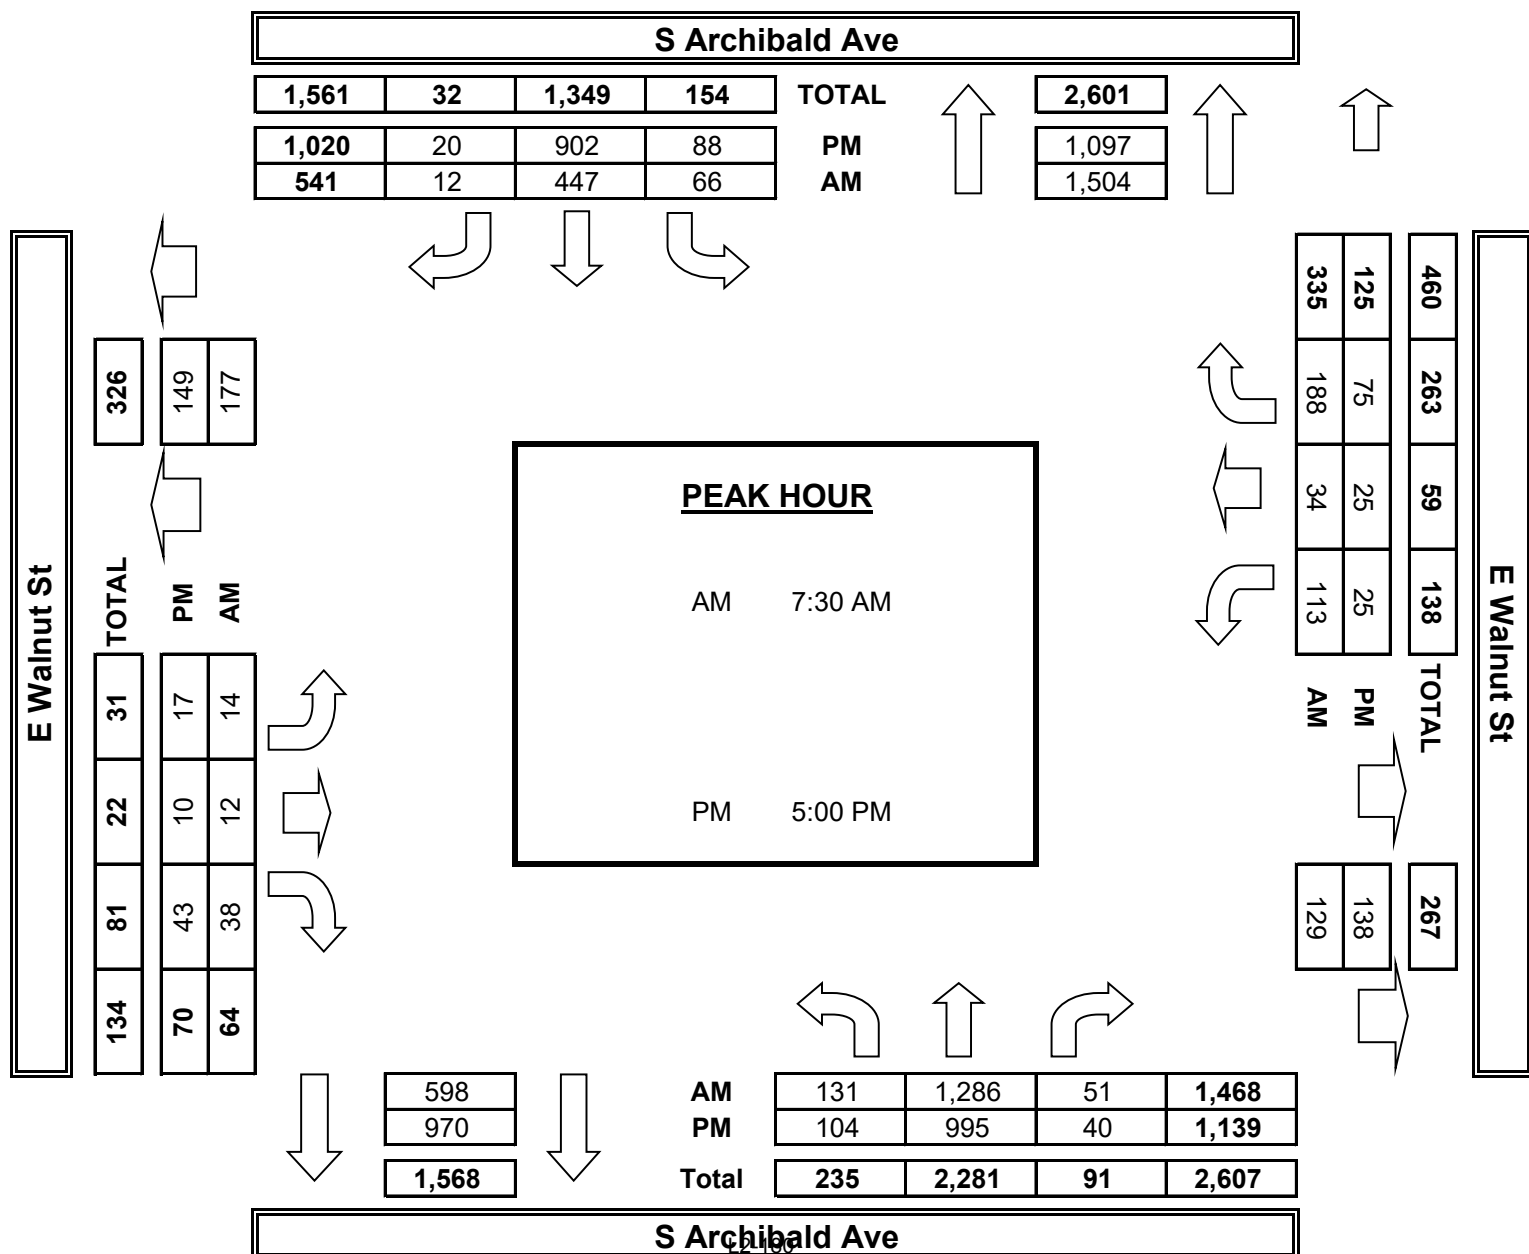 S Archibald Ave
1,561 32 1,349 154 TOTAL 2,601
1,020 20 902 88 PM 1,097
541 12 447 66 AM 1,504
E Walnut St
326 149 177
TOTAL PM AM
31 17 14
22 10 12
81 43 38
134 70 64
PEAK HOUR
AM 7:30 AM
PM 5:00 PM
335 125 460
188 75 263
34 25 59
113 25 138
AM PM TOTAL
129 138 267
E Walnut St
598 AM 131 1,286 51 1,468
970 PM 104 995 40 1,139
1,568 Total 235 2,281 91 2,607
S Archibald Ave